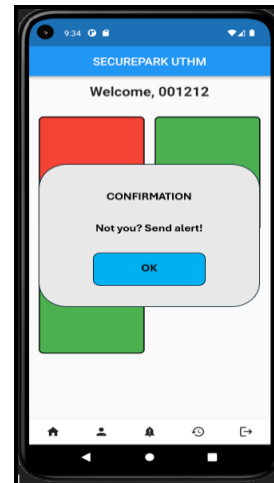 9:34
SECUREPARK UTHM
Welcome, 001212
CONFIRMATION
Not you? Send alert!
OK